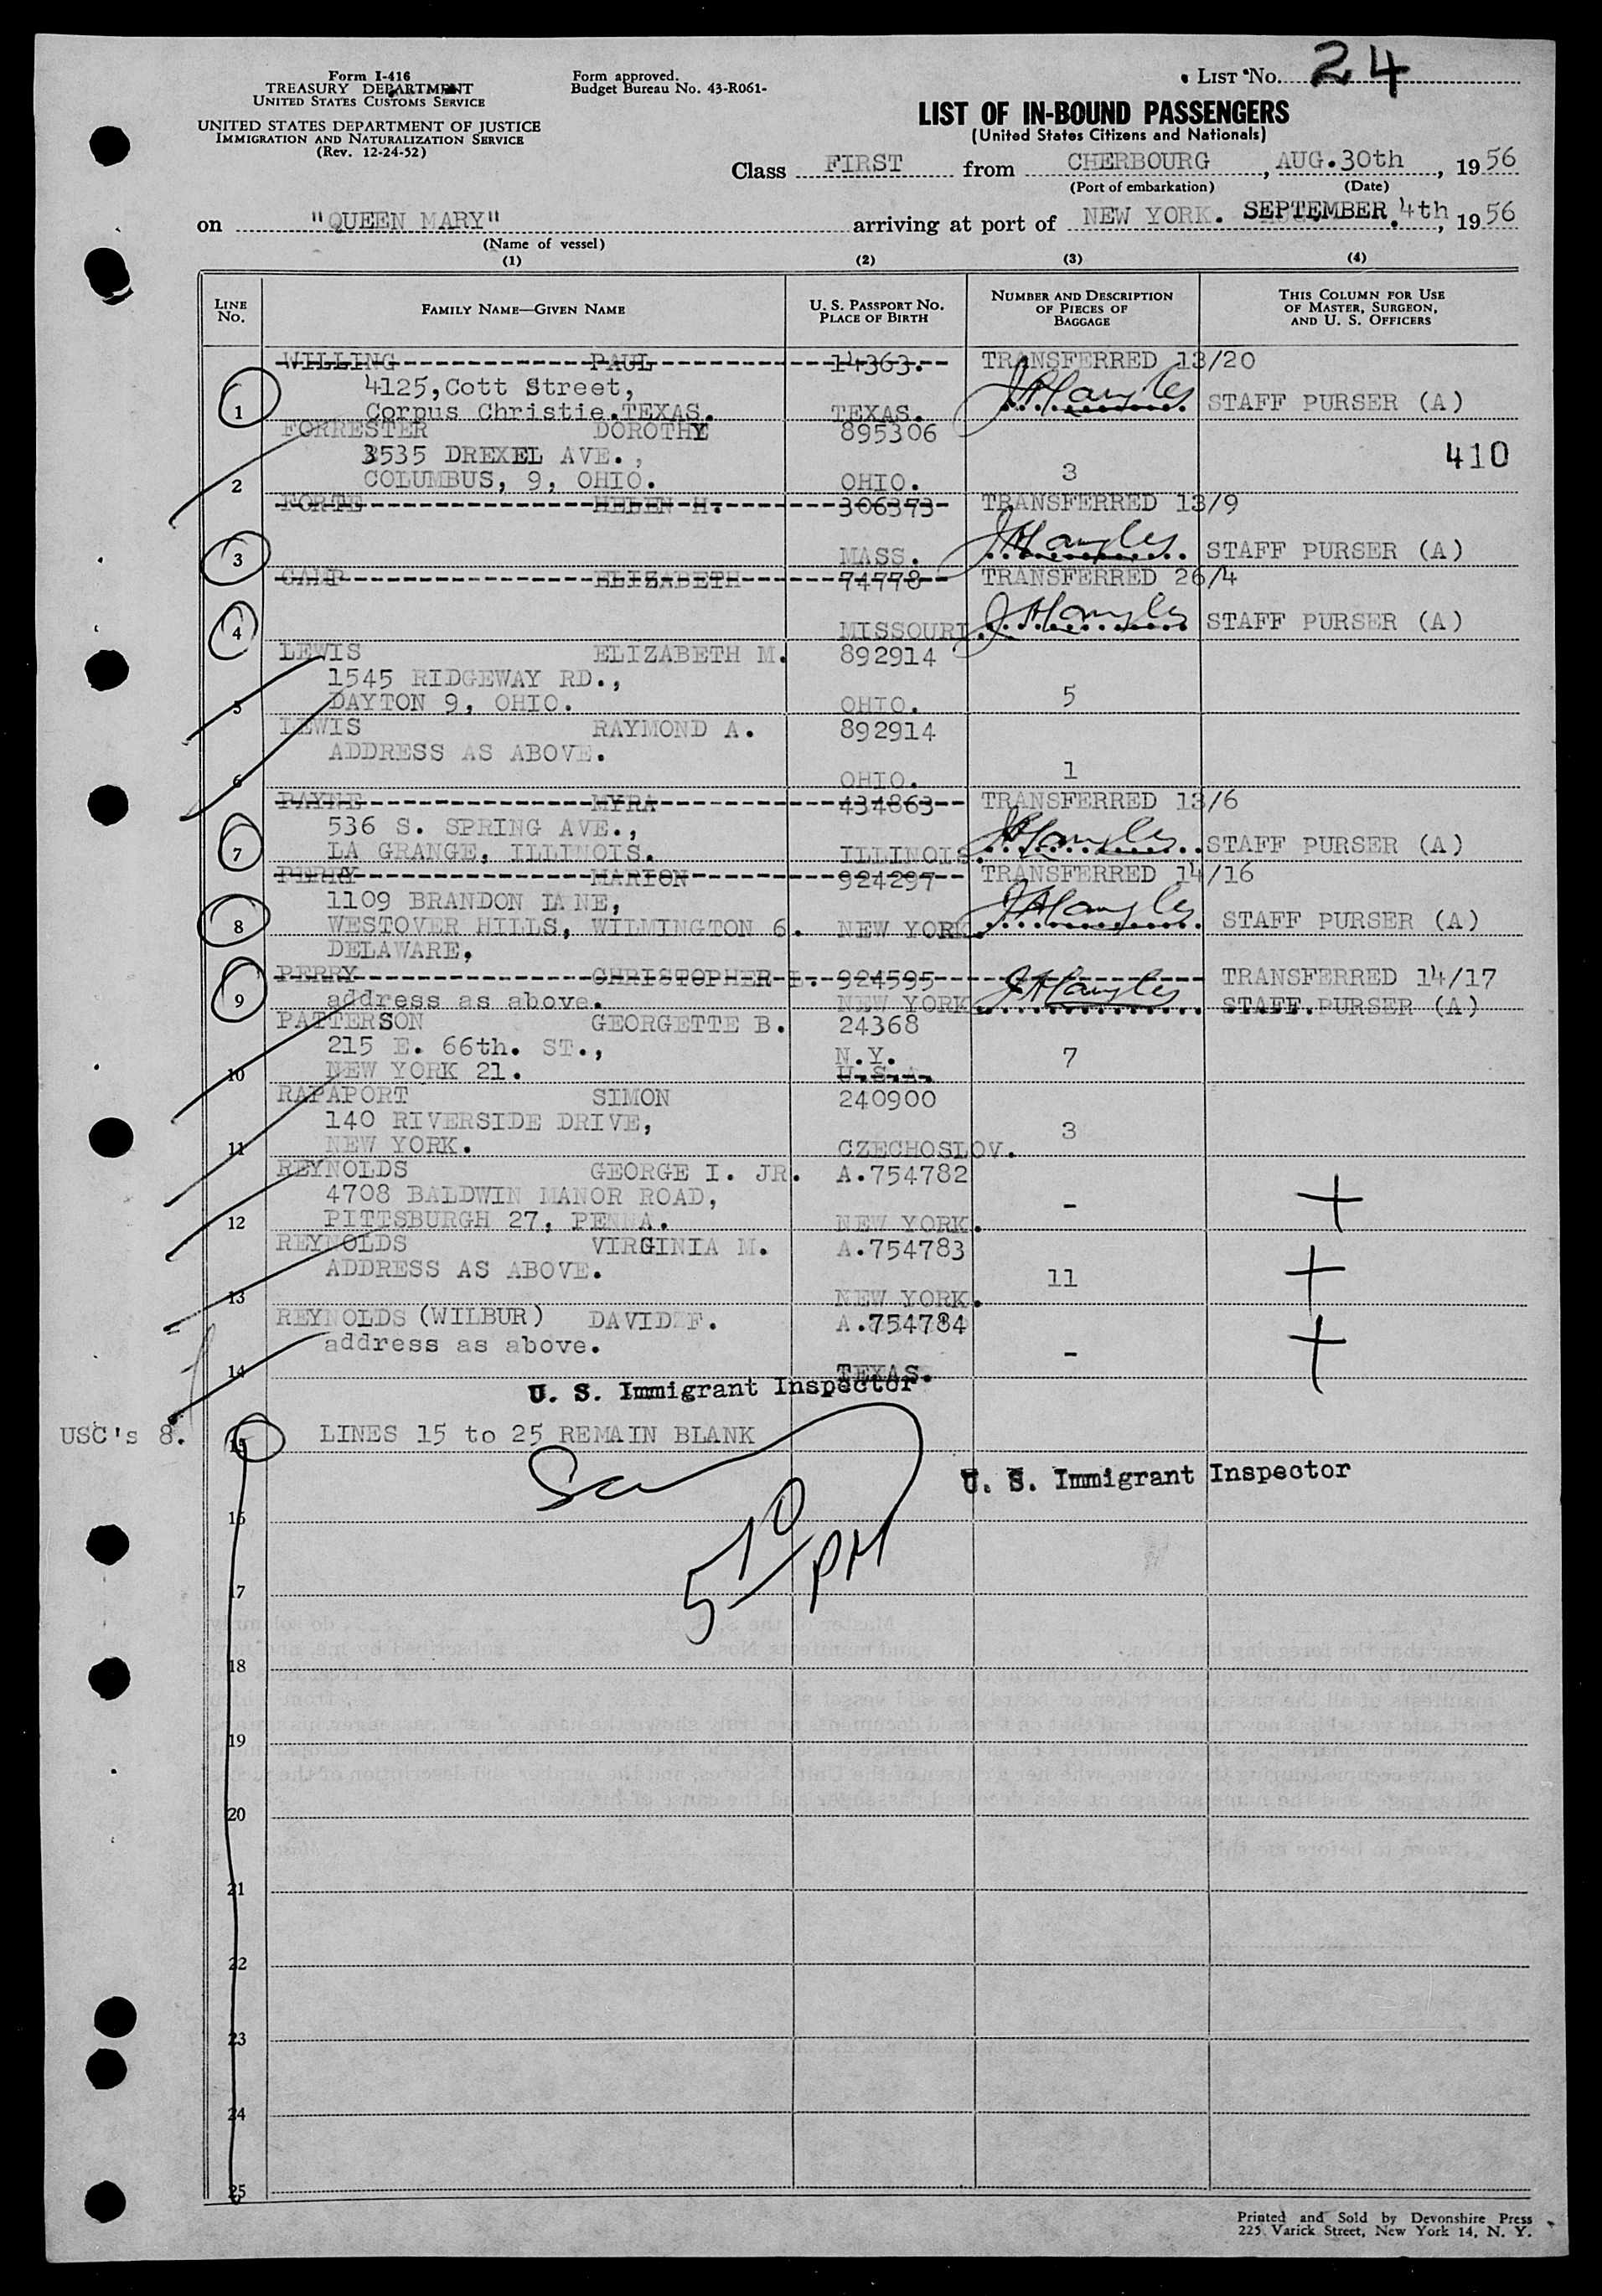 Form I-416
TREASURY DEPARTMENT
UNITED STATES CUSTOMS SERVICE
UNITED STATES DEPARTMENT OF JUSTICE
IMMIGRATION AND NATURALIZATION SERVICE
(Rev. 12-24-52)
Form approved.
Budget Bureau No. 43-R061-
LIST No. 24
LIST OF IN-BOUND PASSENGERS
(United States Citizens and Nationals)
Class FIRST from CHERBOURG, AUG.30th, 1956
(Port of embarkation) (Date)
on "QUEEN MARY" arriving at port of NEW YORK. SEPTEMBER.4th, 1956
(Name of vessel)
(1) (2) (3) (4)
LINE No. FAMILY NAME—GIVEN NAME U. S. PASSPORT No. PLACE OF BIRTH NUMBER AND DESCRIPTION OF PIECES OF BAGGAGE THIS COLUMN FOR USE OF MASTER, SURGEON, AND U. S. OFFICERS
WILLING PAUL 14363. TRANSFERRED 13/20
4125,Cott Street,
1 Corpus Christie.TEXAS. TEXAS. STAFF PURSER (A)
FORRESTER DOROTHY 895306
3535 DREXEL AVE., 410
2 COLUMBUS, 9, OHIO. OHIO. 3
FORTE HELEN H. 306373 TRANSFERRED 13/9
3 MASS. STAFF PURSER (A)
CAMP ELIZABETH 74778 TRANSFERRED 26/4
4 MISSOURI. STAFF PURSER (A)
LEWIS ELIZABETH M. 892914
1545 RIDGEWAY RD.,
5 DAYTON 9, OHIO. OHIO. 5
LEWIS RAYMOND A. 892914
ADDRESS AS ABOVE.
6 OHIO. 1
PAYNE MYRA 434863 TRANSFERRED 13/6
536 S. SPRING AVE.,
7 LA GRANGE, ILLINOIS. ILLINOIS. STAFF PURSER (A)
PERRY MARION 924297 TRANSFERRED 14/16
1109 BRANDON LANE,
8 WESTOVER HILLS, WILMINGTON 6. NEW YORK. STAFF PURSER (A)
DELAWARE.
PERRY CHRISTOPHER B. 924595 TRANSFERRED 14/17
9 address as above. NEW YORK STAFF.PURSER (A)
PATTERSON GEORGETTE B. 24368
215 E. 66th. ST., N.Y. 7
10 NEW YORK 21. U.S.A.
RAPAPORT SIMON 240900
140 RIVERSIDE DRIVE, 3
11 NEW YORK. CZECHOSLOV.
REYNOLDS GEORGE I. JR. A.754782
4708 BALDWIN MANOR ROAD, -
12 PITTSBURGH 27, PENNA. NEW YORK.
REYNOLDS VIRGINIA M. A.754783
ADDRESS AS ABOVE. 11
13 NEW YORK.
REYNOLDS (WILBUR) DAVID F. A.754784
address as above. -
14 TEXAS.
U. S. Immigrant Inspector
USC's 8. 15 LINES 15 to 25 REMAIN BLANK
U. S. Immigrant Inspector
5 10 PM
16
17
18
19
20
21
22
23
24
25
Printed and Sold by Devonshire Press
225 Varick Street, New York 14, N. Y.